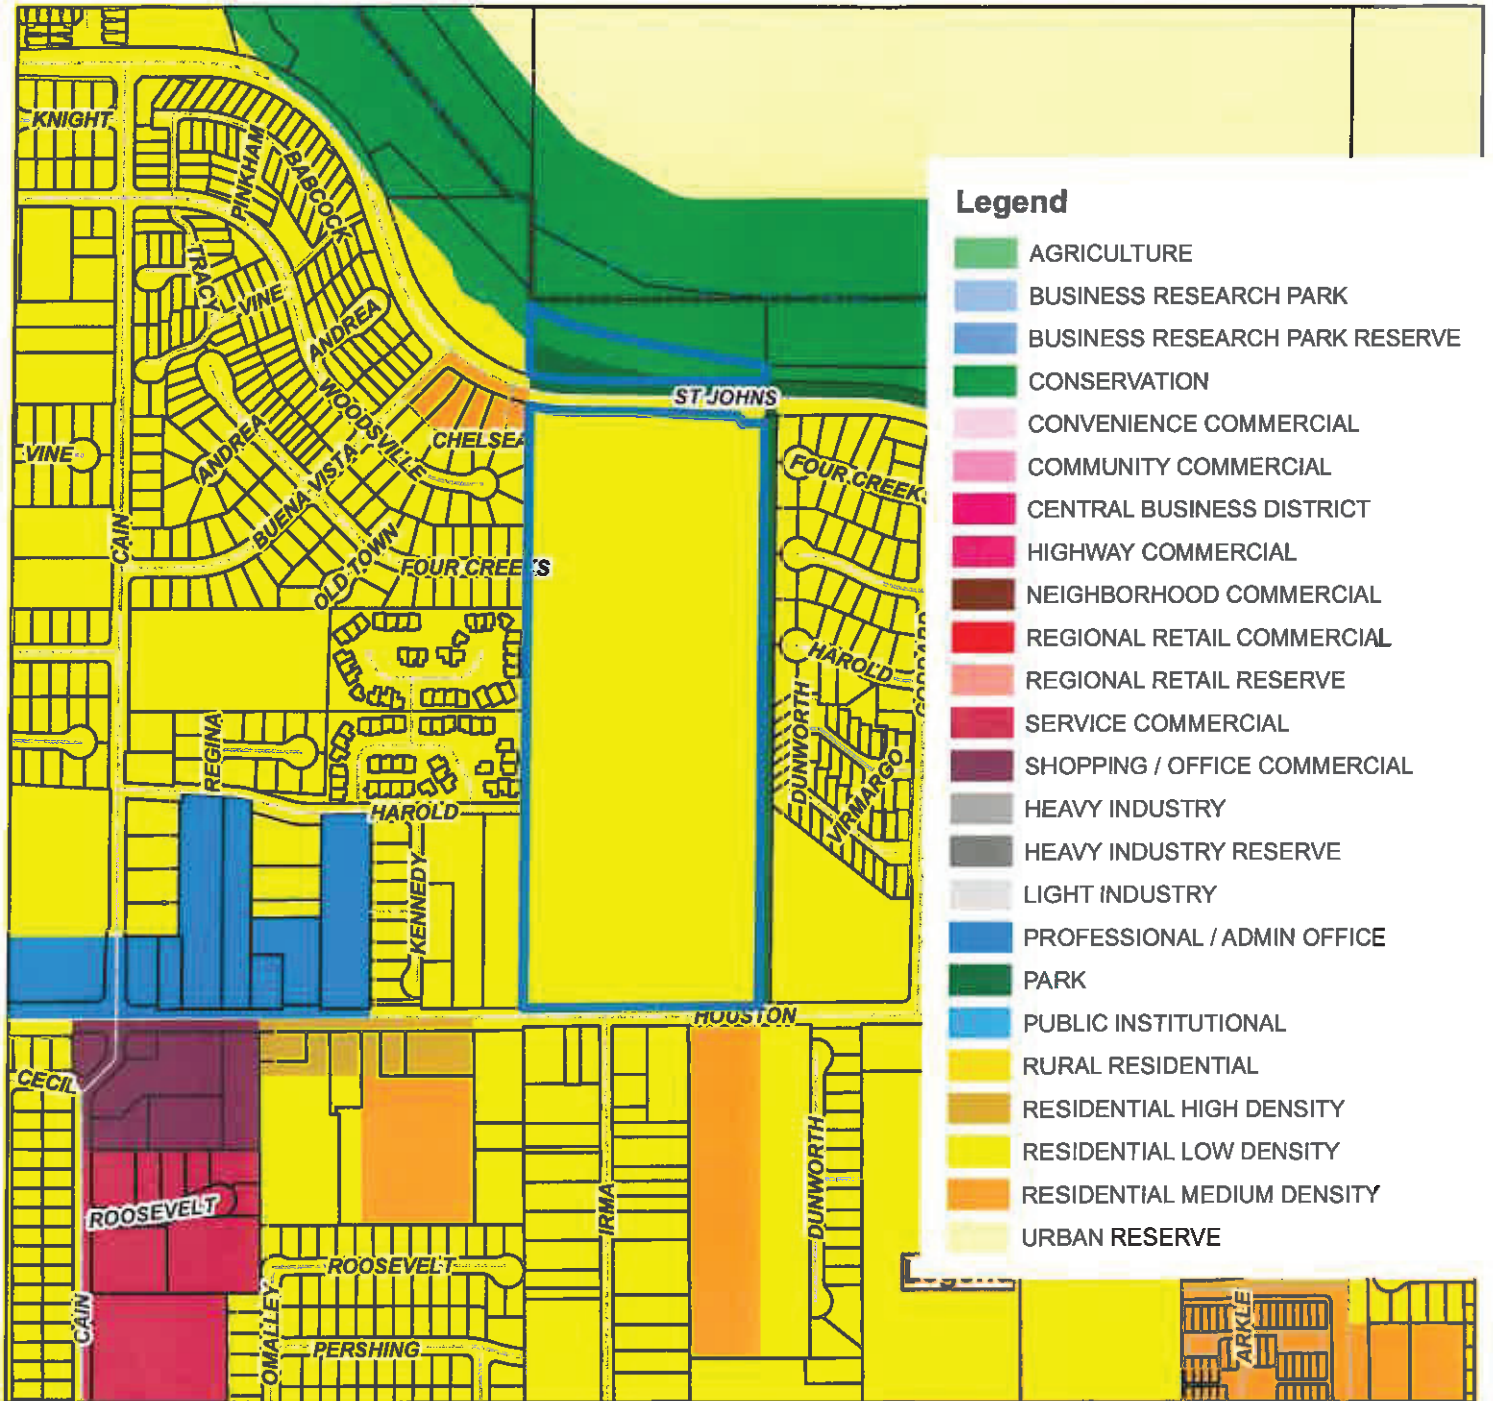 KNIGHT
PINKHAM
BABCOCK
TRACY
VINE
ANDREA
ST JOHNS
WOODSVILLE
CHELSEA
VINE
ANDREA
BUENA VISTA
FOUR CREEKS
CAIN
OLD TOWN
FOUR CREEKS
HAROLD
GODDARD
REGINA
DUNWORTH
VIRMARGO
HAROLD
KENNEDY
HOUSTON
CECIL
ROOSEVELT
IRMA
DUNWORTH
ROOSEVELT
CAIN
OMALLEY
PERSHING
ARKLE
Legend
AGRICULTURE
BUSINESS RESEARCH PARK
BUSINESS RESEARCH PARK RESERVE
CONSERVATION
CONVENIENCE COMMERCIAL
COMMUNITY COMMERCIAL
CENTRAL BUSINESS DISTRICT
HIGHWAY COMMERCIAL
NEIGHBORHOOD COMMERCIAL
REGIONAL RETAIL COMMERCIAL
REGIONAL RETAIL RESERVE
SERVICE COMMERCIAL
SHOPPING / OFFICE COMMERCIAL
HEAVY INDUSTRY
HEAVY INDUSTRY RESERVE
LIGHT INDUSTRY
PROFESSIONAL / ADMIN OFFICE
PARK
PUBLIC INSTITUTIONAL
RURAL RESIDENTIAL
RESIDENTIAL HIGH DENSITY
RESIDENTIAL LOW DENSITY
RESIDENTIAL MEDIUM DENSITY
URBAN RESERVE